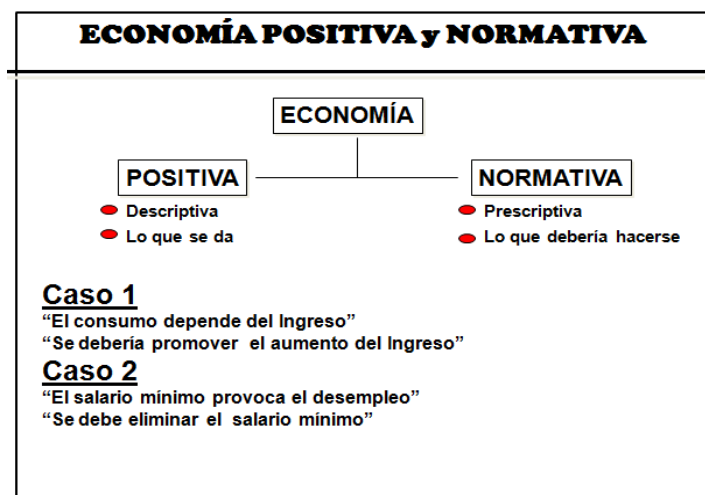 ECONOMÍA POSITIVA y NORMATIVA
ECONOMÍA
POSITIVA
NORMATIVA
Descriptiva
Lo que se da
Prescriptiva
Lo que debería hacerse
Caso 1
“El consumo depende del Ingreso”
“Se debería promover el aumento del Ingreso”
Caso 2
“El salario mínimo provoca el desempleo”
“Se debe eliminar el salario mínimo”